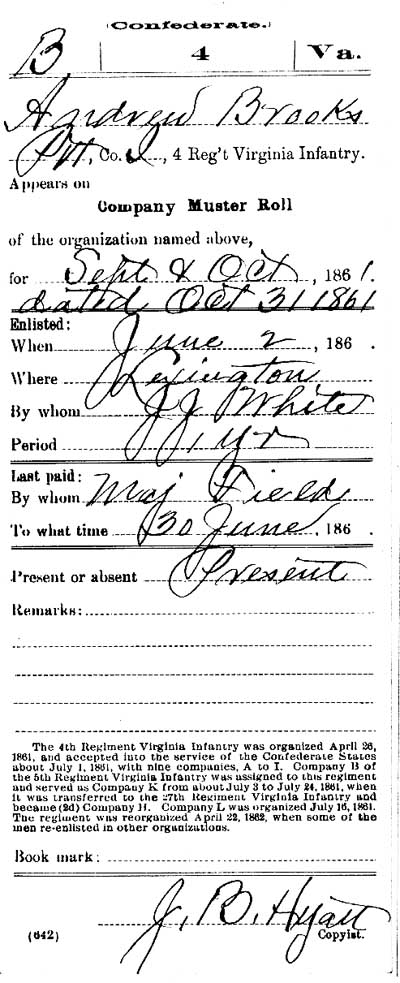 (Confederate.)
B | 4 | Va.
Andrew Brooks
Pvt, Co. I, 4 Reg't Virginia Infantry.
Appears on
Company Muster Roll
of the organization named above,
for Sept & Oct, 1861.
dated Oct 31 1861
Enlisted:
When June 2, 186 .
Where Lexington
By whom J J White
Period 1 yr
Last paid:
By whom Maj Field
To what time 30 June, 186 .
Present or absent Present
Remarks:
The 4th Regiment Virginia Infantry was organized April 26,
1861, and accepted into the service of the Confederate States
about July 1, 1861, with nine companies, A to I. Company B of
the 5th Regiment Virginia Infantry was assigned to this regiment
and served as Company K from about July 3 to July 24, 1861, when
it was transferred to the 27th Regiment Virginia Infantry and
became (2d) Company H. Company L was organized July 16, 1861.
The regiment was reorganized April 22, 1862, when some of the
men re-enlisted in other organizations.
Book mark:
J. B. Hyatt
(642) Copyist.